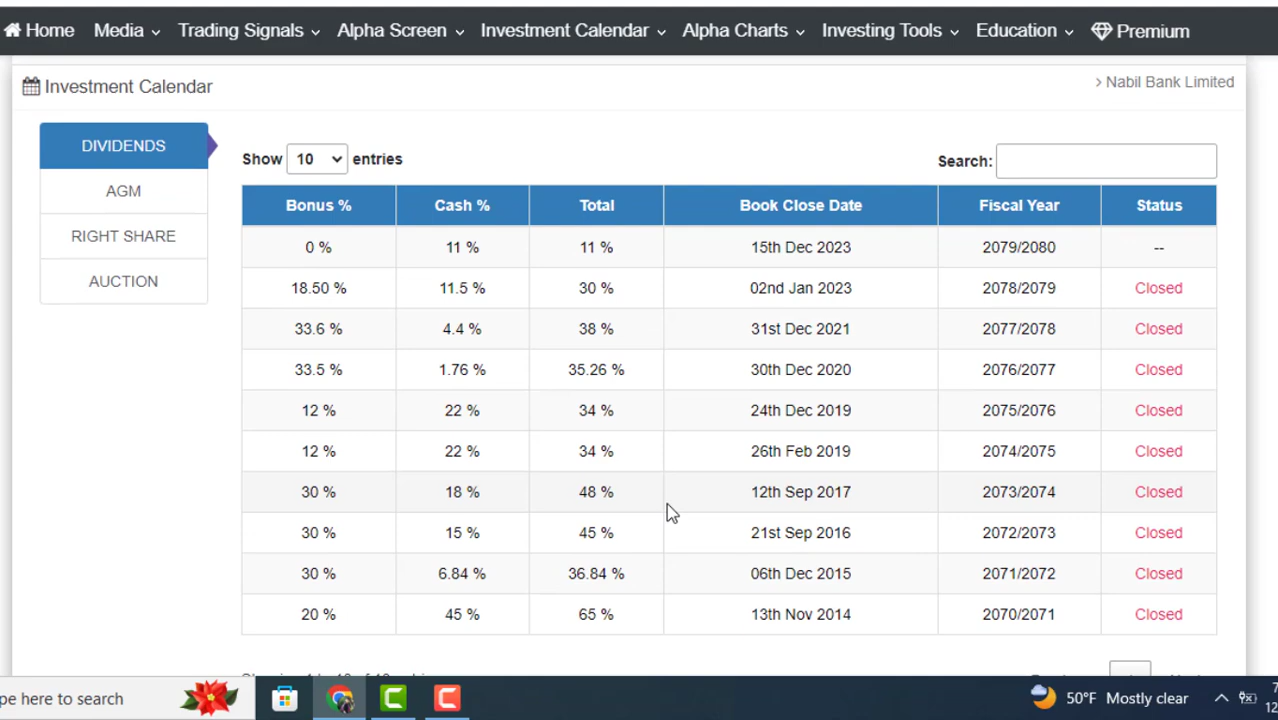 Home Media Trading Signals Alpha Screen Investment Calendar Alpha Charts Investing Tools Education Premium
Investment Calendar > Nabil Bank Limited
DIVIDENDS
AGM
RIGHT SHARE
AUCTION
Show 10 entries Search:
Bonus % Cash % Total Book Close Date Fiscal Year Status
0 % 11 % 11 % 15th Dec 2023 2079/2080 --
18.50 % 11.5 % 30 % 02nd Jan 2023 2078/2079 Closed
33.6 % 4.4 % 38 % 31st Dec 2021 2077/2078 Closed
33.5 % 1.76 % 35.26 % 30th Dec 2020 2076/2077 Closed
12 % 22 % 34 % 24th Dec 2019 2075/2076 Closed
12 % 22 % 34 % 26th Feb 2019 2074/2075 Closed
30 % 18 % 48 % 12th Sep 2017 2073/2074 Closed
30 % 15 % 45 % 21st Sep 2016 2072/2073 Closed
30 % 6.84 % 36.84 % 06th Dec 2015 2071/2072 Closed
20 % 45 % 65 % 13th Nov 2014 2070/2071 Closed
pe here to search 50°F Mostly clear